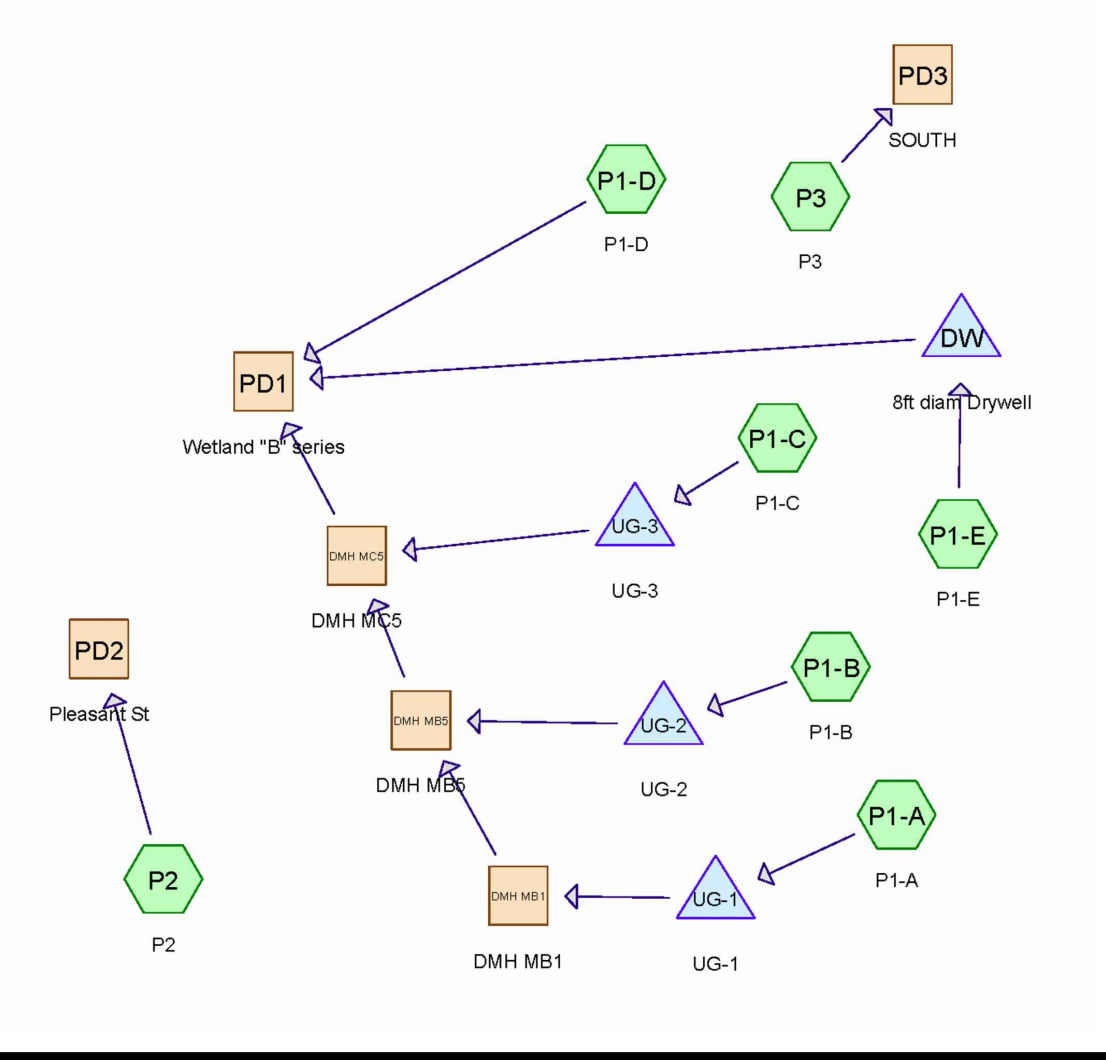 PD3
SOUTH
P1-D
P1-D
P3
P3
DW
8ft diam Drywell
PD1
Wetland "B" series
P1-C
P1-C
P1-E
P1-E
UG-3
UG-3
DMH MC5
DMH MC5
PD2
Pleasant St
P1-B
P1-B
UG-2
UG-2
DMH MB5
DMH MB5
P1-A
P1-A
P2
P2
UG-1
UG-1
DMH MB1
DMH MB1